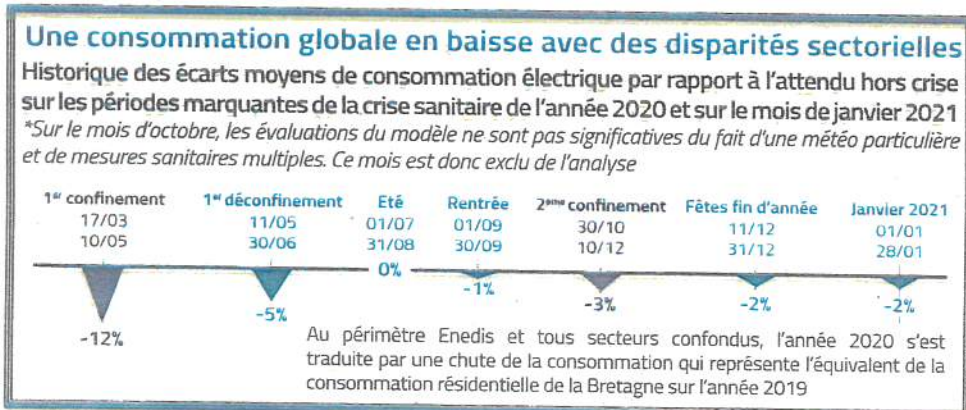 Une consommation globale en baisse avec des disparités sectorielles
Historique des écarts moyens de consommation électrique par rapport à l'attendu hors crise
sur les périodes marquantes de la crise sanitaire de l'année 2020 et sur le mois de janvier 2021
*Sur le mois d'octobre, les évaluations du modèle ne sont pas significatives du fait d'une météo particulière
et de mesures sanitaires multiples. Ce mois est donc exclu de l'analyse
1er confinement 1er déconfinement Eté Rentrée 2ème confinement Fêtes fin d'année Janvier 2021
17/03 11/05 01/07 01/09 30/10 11/12 01/01
10/05 30/06 31/08 30/09 10/12 31/12 28/01
0%
-1%
-12% -5% -3% -2% -2%
Au périmètre Enedis et tous secteurs confondus, l'année 2020 s'est
traduite par une chute de la consommation qui représente l'équivalent de la
consommation résidentielle de la Bretagne sur l'année 2019